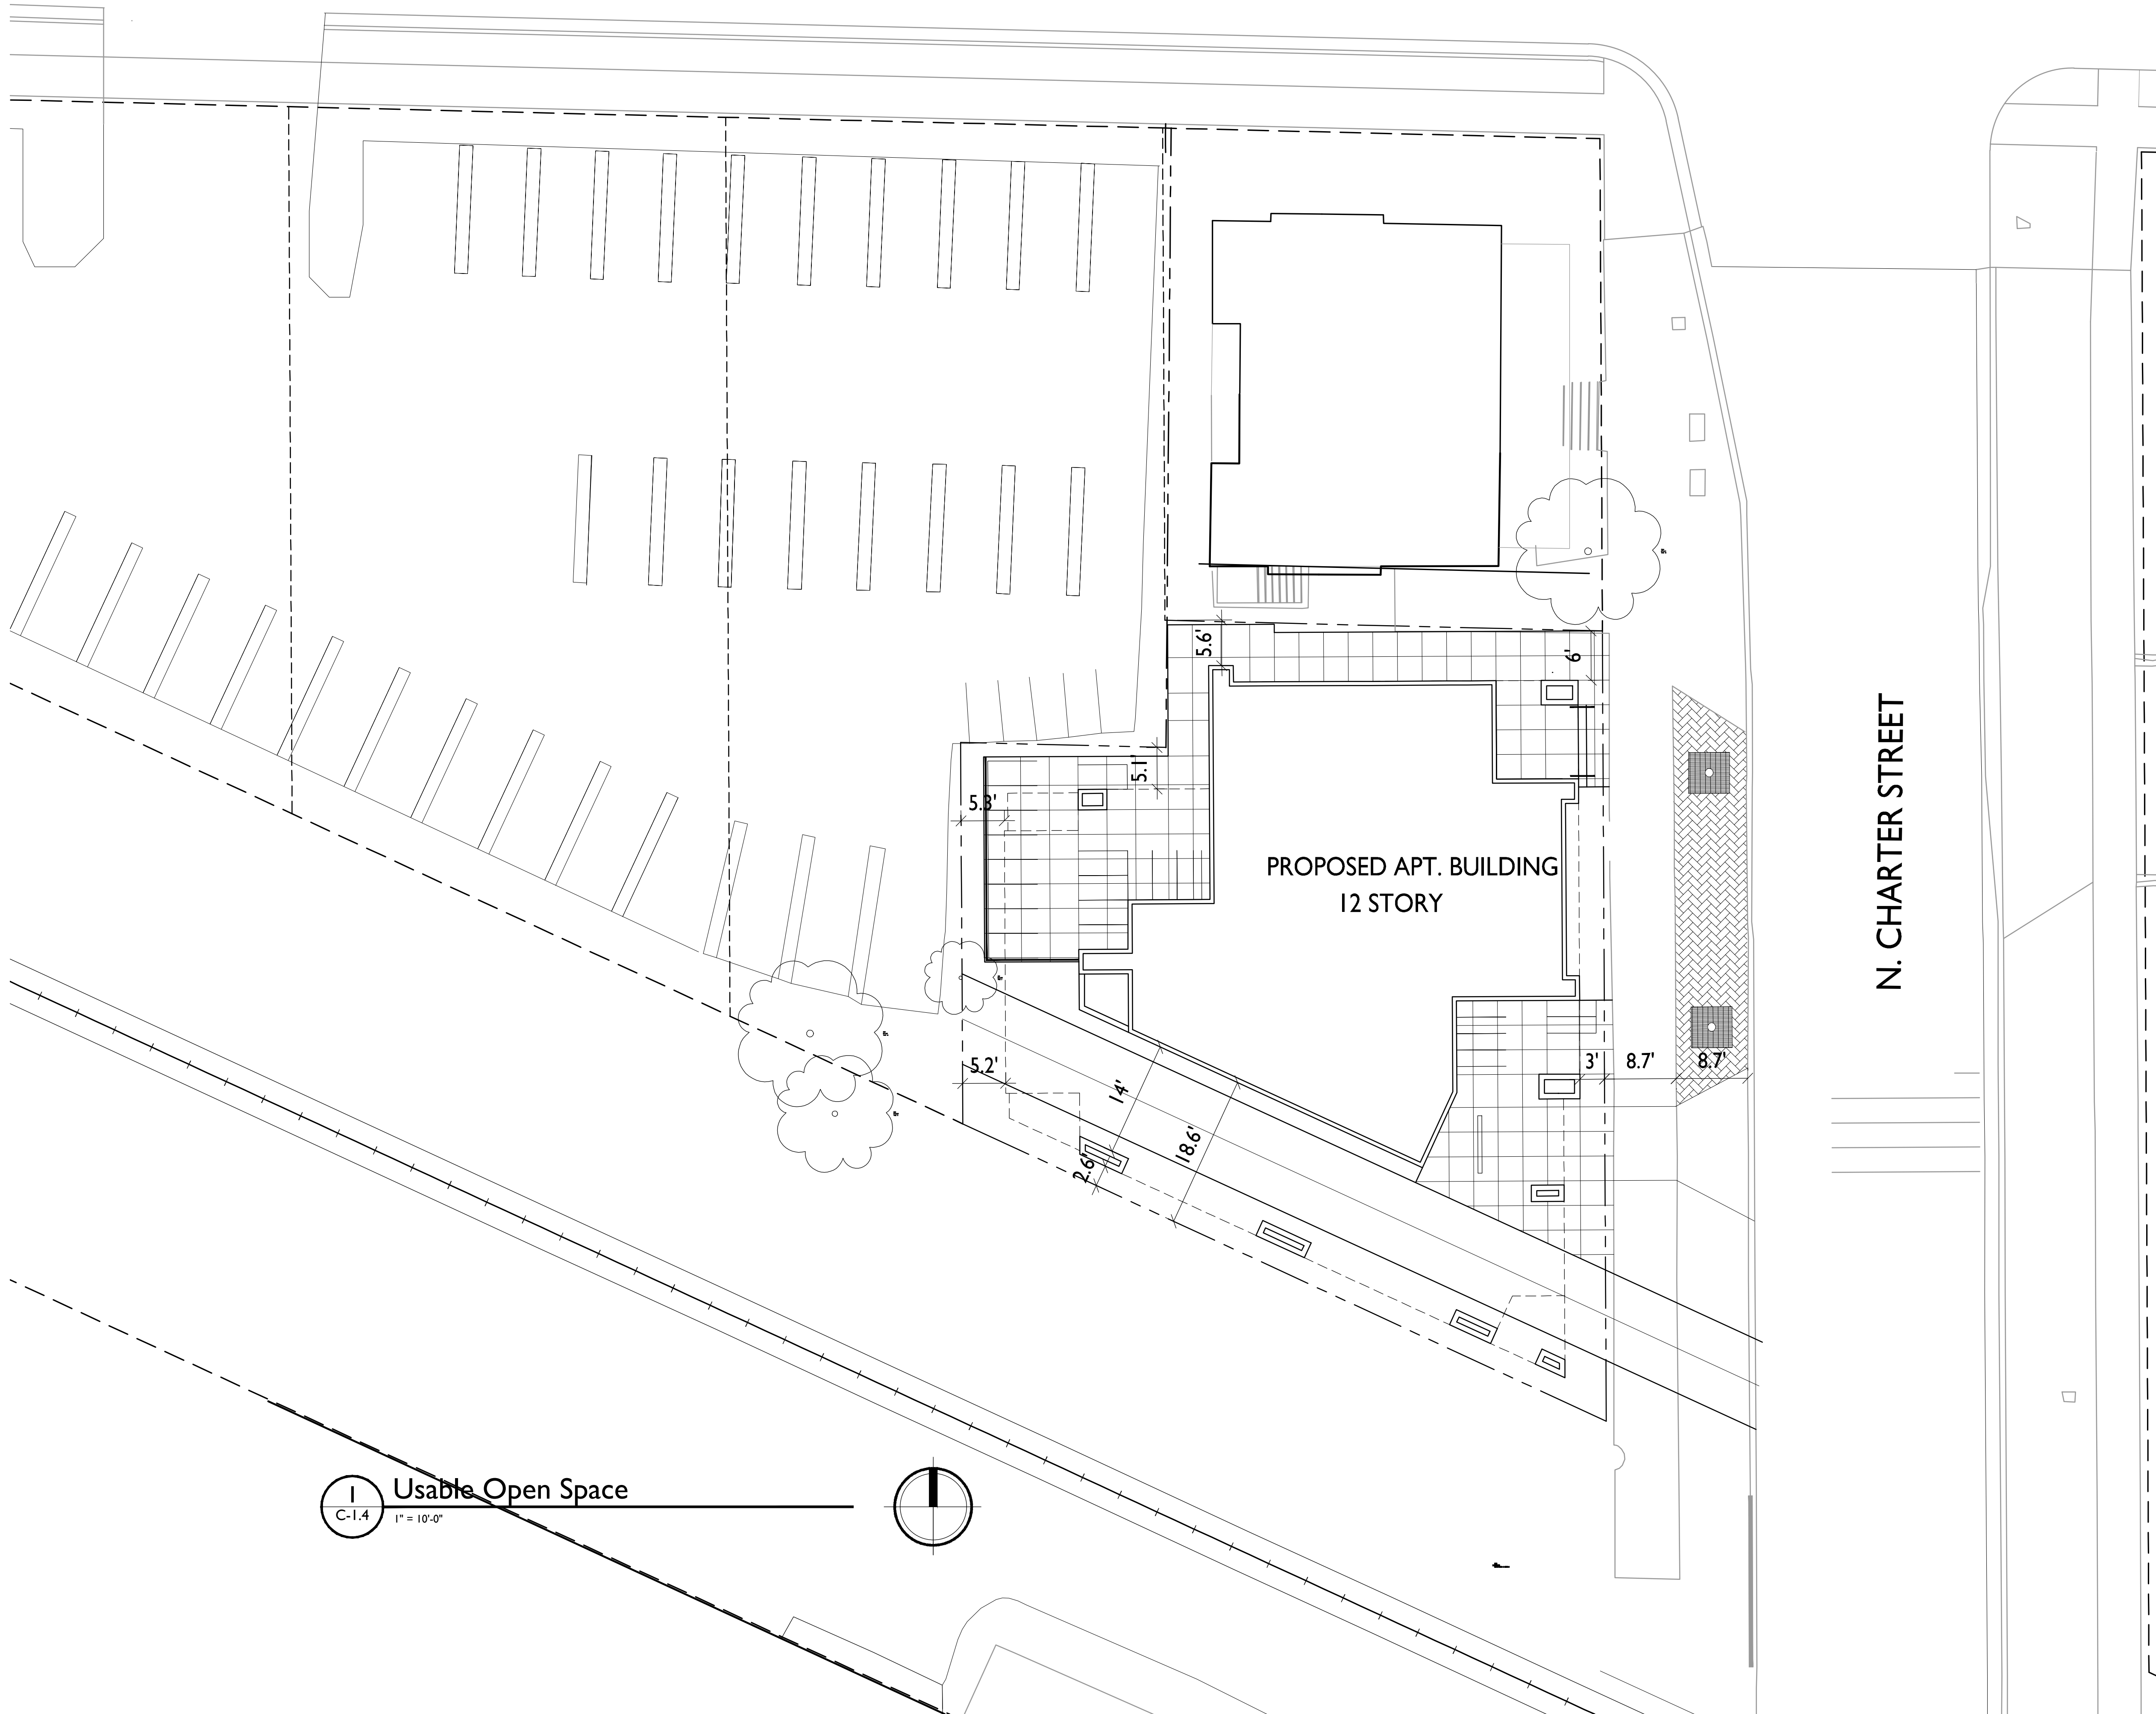 5.6'
6'
5.1'
5.3'
PROPOSED APT. BUILDING
12 STORY
N. CHARTER STREET
5.2'
14'
18.6'
2.6'
3'
8.7'
8.7'
1
C-1.4
Usable Open Space
1" = 10'-0"